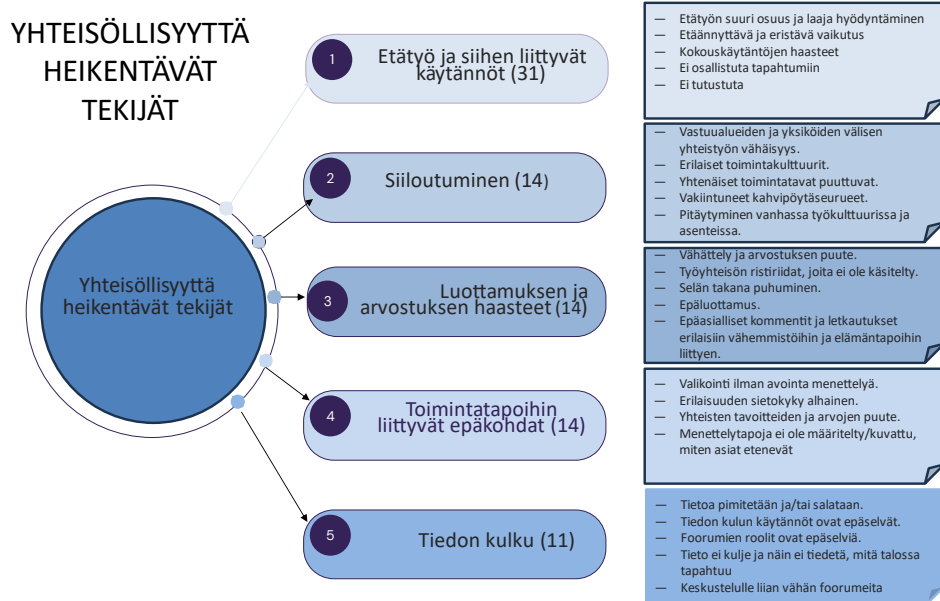 YHTEISÖLLISYYTTÄ
HEIKENTÄVÄT
TEKIJÄT
Yhteisöllisyyttä
heikentävät tekijät
1
Etätyö ja siihen liittyvät
käytännöt (31)
— Etätyön suuri osuus ja laaja hyödyntäminen
— Etäännyttävä ja eristävä vaikutus
— Kokouskäytäntöjen haasteet
— Ei osallistuta tapahtumiin
— Ei tutustuta
2
Siiloutuminen (14)
— Vastuualueiden ja yksiköiden välisen
yhteistyön vähäisyys.
— Erilaiset toimintakulttuurit.
— Yhtenäiset toimintatavat puuttuvat.
— Vakiintuneet kahvipöytäseurueet.
— Pitäytyminen vanhassa työkulttuurissa ja
asenteissa.
3
Luottamuksen ja
arvostuksen haasteet (14)
— Vähättely ja arvostuksen puute.
— Työyhteisön ristiriidat, joita ei ole käsitelty.
— Selän takana puhuminen.
— Epäluottamus.
— Epäasialliset kommentit ja letkautukset
erilaisiin vähemmistöihin ja elämäntapoihin
liittyen.
4
Toimintatapoihin
liittyvät epäkohdat (14)
— Valikointi ilman avointa menettelyä.
— Erilaisuuden sietokyky alhainen.
— Yhteisten tavoitteiden ja arvojen puute.
— Menettelytapoja ei ole määritelty/kuvattu,
miten asiat etenevät
5
Tiedon kulku (11)
— Tietoa pimitetään ja/tai salataan.
— Tiedon kulun käytännöt ovat epäselvät.
— Foorumien roolit ovat epäselviä.
— Tieto ei kulje ja näin ei tiedetä, mitä talossa
tapahtuu
— Keskustelulle liian vähän foorumeita